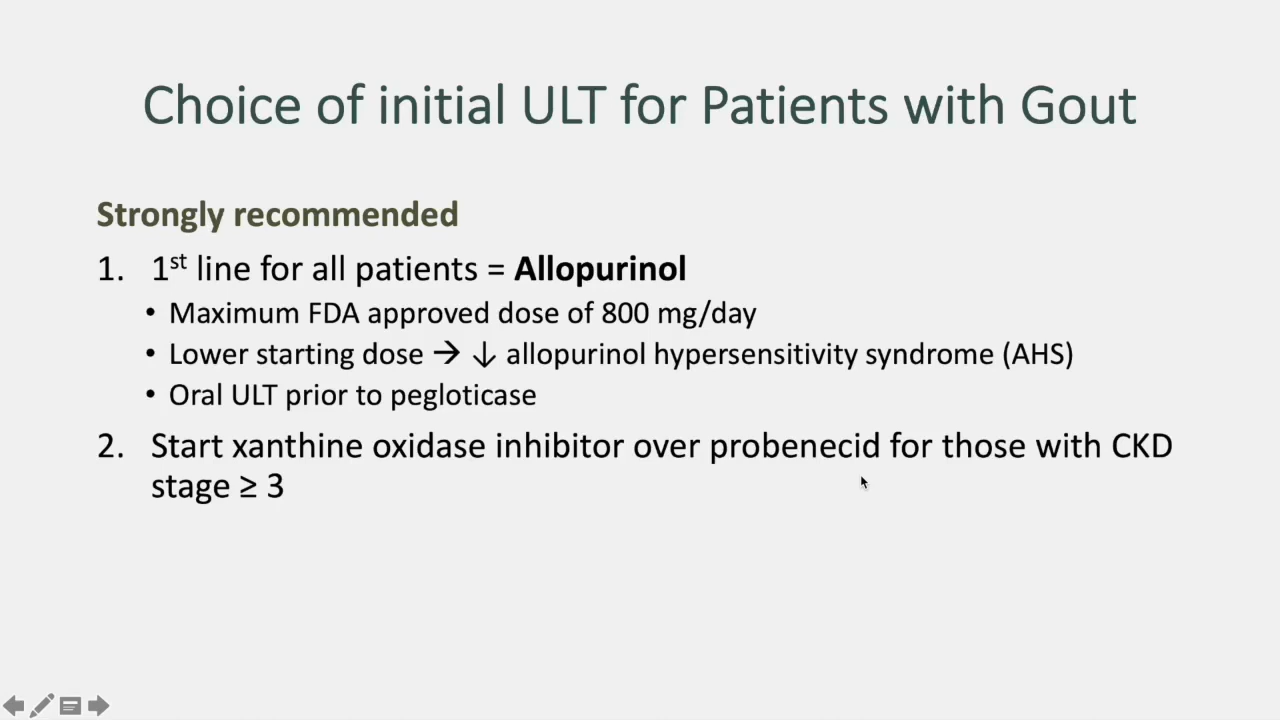 Choice of initial ULT for Patients with Gout
Strongly recommended
1. 1st line for all patients = Allopurinol
• Maximum FDA approved dose of 800 mg/day
• Lower starting dose → ↓ allopurinol hypersensitivity syndrome (AHS)
• Oral ULT prior to pegloticase
2. Start xanthine oxidase inhibitor over probenecid for those with CKD
stage ≥ 3